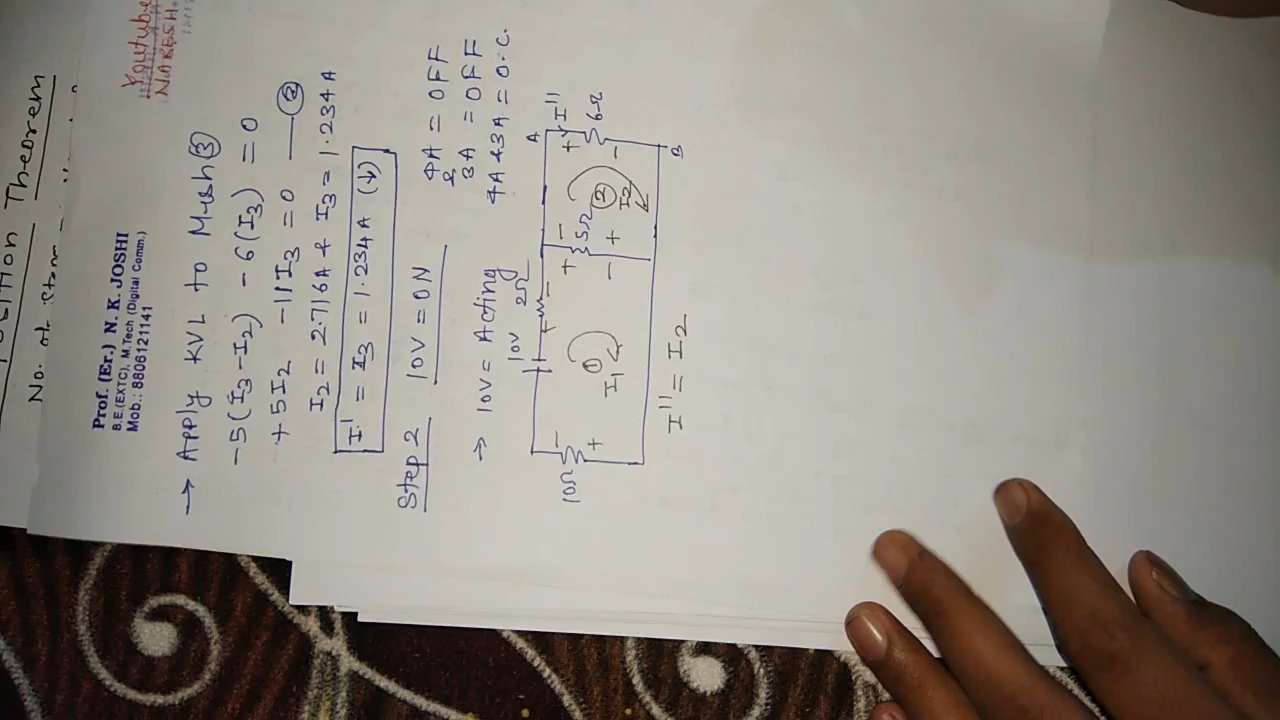 Theorem
No. of
Youtube
NARESH
Prof. (Er.) N. K. JOSHI
B.E.(EXTC), M.Tech (Digital Comm.)
Mob.: 8806121141
→ Apply KVL to Mesh ③
-5(I3-I2) -6(I3) = 0
+5I2 -11I3 = 0 — ②
I2 = 2.716A & I3 = 1.234A
I' = I3 = 1.234A (↓)
Step 2 10V = ON
4A = OFF
&
3A = OFF
→ 10V = Acting
4A & 3A = O.C.
10V
2Ω
A
I''
+ - + - +
10Ω
-
+
I1
①
5Ω
- +
②
I2
6Ω
-
B
I'' = I2